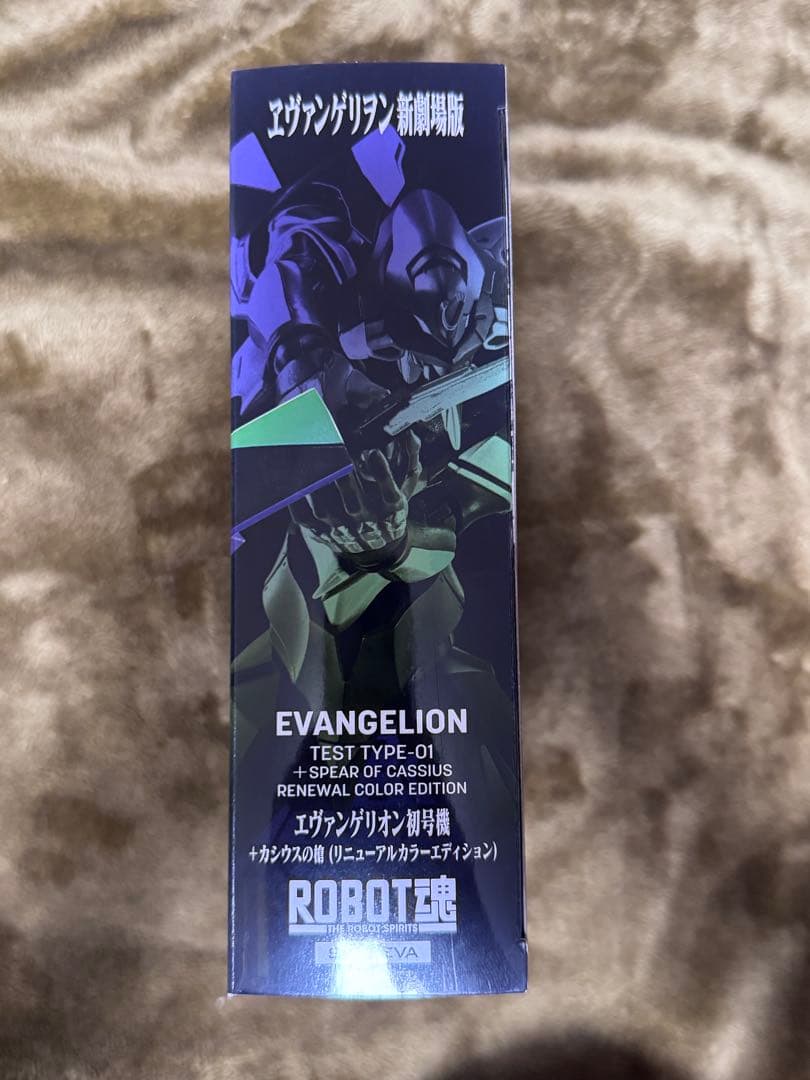 ヱヴァンゲリヲン新劇場版
EVANGELION
TEST TYPE-01
+SPEAR OF CASSIUS
RENEWAL COLOR EDITION
エヴァンゲリオン初号機
+カシウスの槍 (リニューアルカラーエディション)
ROBOT魂
THE ROBOT SPIRITS
EVA